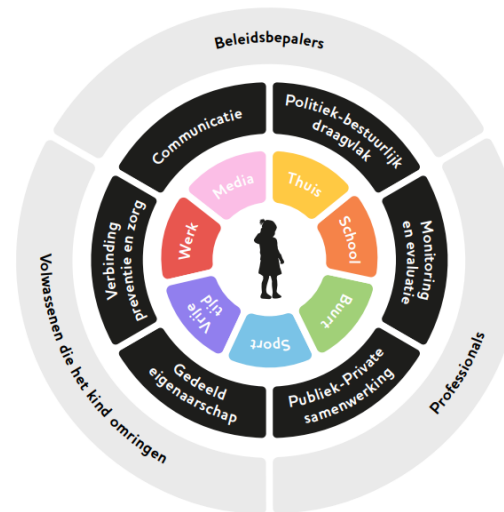 Beleidsbepalers
Politiek-bestuurlijk
draagvlak
Communicatie
Media
Thuis
School
Werk
Monitoring
en evaluatie
Verbinding
preventie en zorg
Buurt
Vrije
tijd
Sport
Gedeeld
eigenaarschap
Publiek-Private
samenwerking
Professionals
Volwassenen die het kind omringen